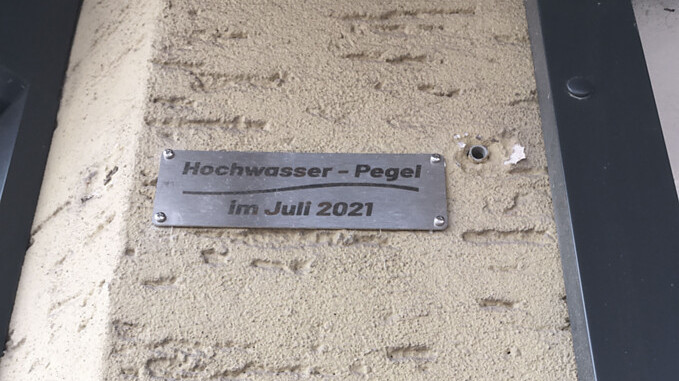 Hochwasser - Pegel
im Juli 2021